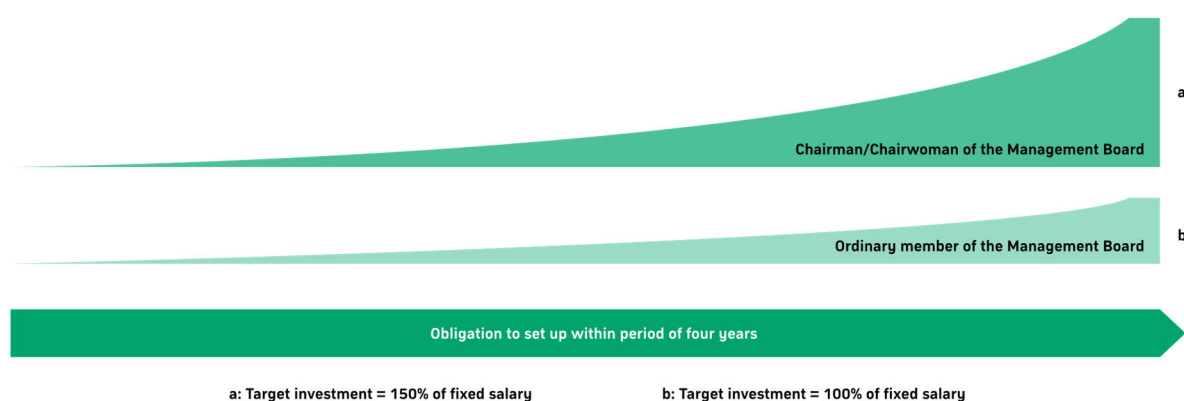 a
Chairman/Chairwoman of the Management Board
b
Ordinary member of the Management Board
Obligation to set up within period of four years
a: Target investment = 150% of fixed salary
b: Target investment = 100% of fixed salary